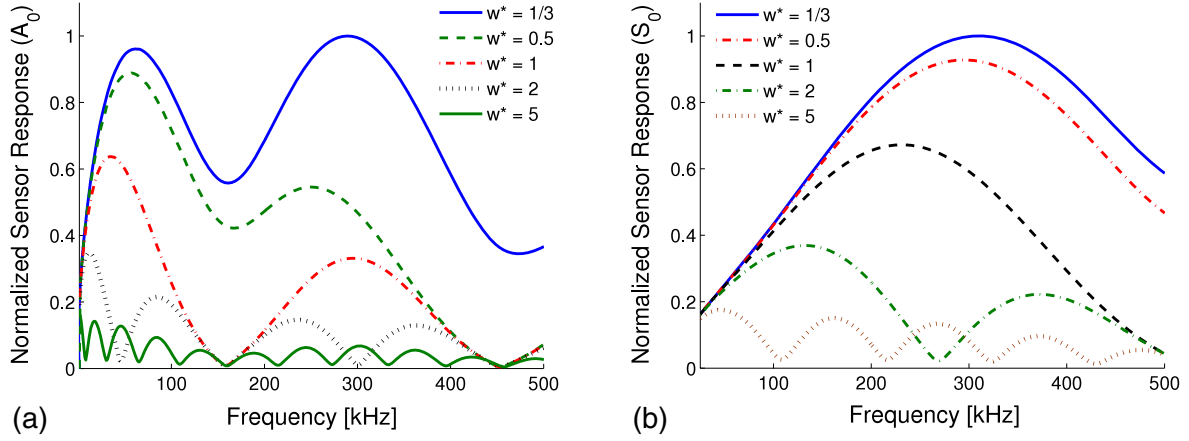 Normalized Sensor Response (A_0)
1
0.8
0.6
0.4
0.2
0
100
200
300
400
500
Frequency [kHz]
w* = 1/3
w* = 0.5
w* = 1
w* = 2
w* = 5
(a)
Normalized Sensor Response (S_0)
1
0.8
0.6
0.4
0.2
0
100
200
300
400
500
Frequency [kHz]
w* = 1/3
w* = 0.5
w* = 1
w* = 2
w* = 5
(b)